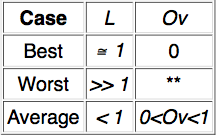 Case L Ov
Best ≅ 1 0
Worst >> 1 **
Average < 1 0<Ov<1